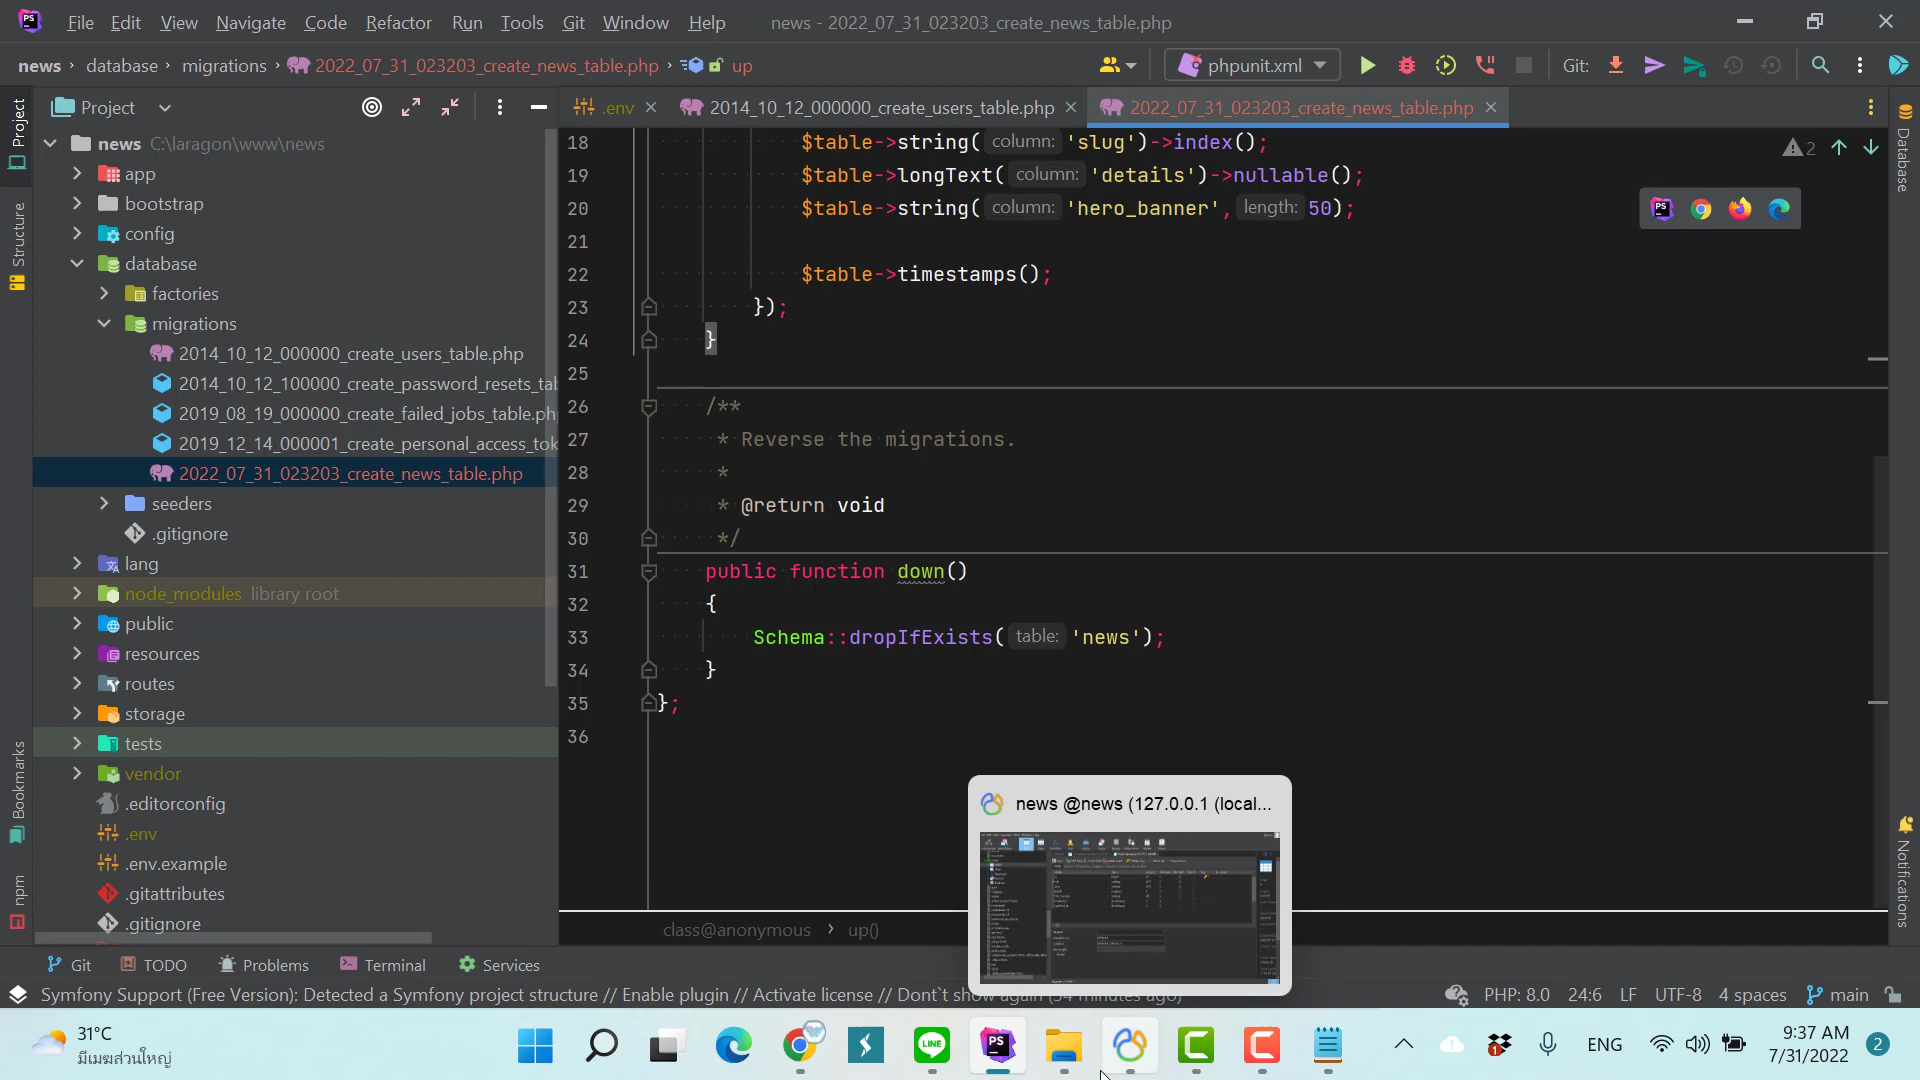 File Edit View Navigate Code Refactor Run Tools Git Window Help news - 2022_07_31_023203_create_news_table.php
news database migrations 2022_07_31_023203_create_news_table.php up phpunit.xml Git:
Project .env 2014_10_12_000000_create_users_table.php 2022_07_31_023203_create_news_table.php
Project
Structure
Bookmarks
npm
Database
Notifications
news C:\laragon\www\news
app
bootstrap
config
database
factories
migrations
2014_10_12_000000_create_users_table.php
2014_10_12_100000_create_password_resets_tab
2019_08_19_000000_create_failed_jobs_table.ph
2019_12_14_000001_create_personal_access_tok
2022_07_31_023203_create_news_table.php
seeders
.gitignore
lang
node_modules library root
public
resources
routes
storage
tests
vendor
.editorconfig
.env
.env.example
.gitattributes
.gitignore
18 $table->string( column: 'slug')->index();
19 $table->longText( column: 'details')->nullable();
20 $table->string( column: 'hero_banner', length: 50);
21
22 $table->timestamps();
23 });
24 }
25
26 /**
27 * Reverse the migrations.
28 *
29 * @return void
30 */
31 public function down()
32 {
33 Schema::dropIfExists( table: 'news');
34 }
35 };
36
2
class@anonymous › up()
news @news (127.0.0.1 (local...
Git TODO Problems Terminal Services
Symfony Support (Free Version): Detected a Symfony project structure // Enable plugin // Activate license // Dont`t show again (34 minutes ago) PHP: 8.0 24:6 LF UTF-8 4 spaces main
31°C
มีเมฆส่วนใหญ่
LINE
PS
ENG
9:37 AM
7/31/2022
2